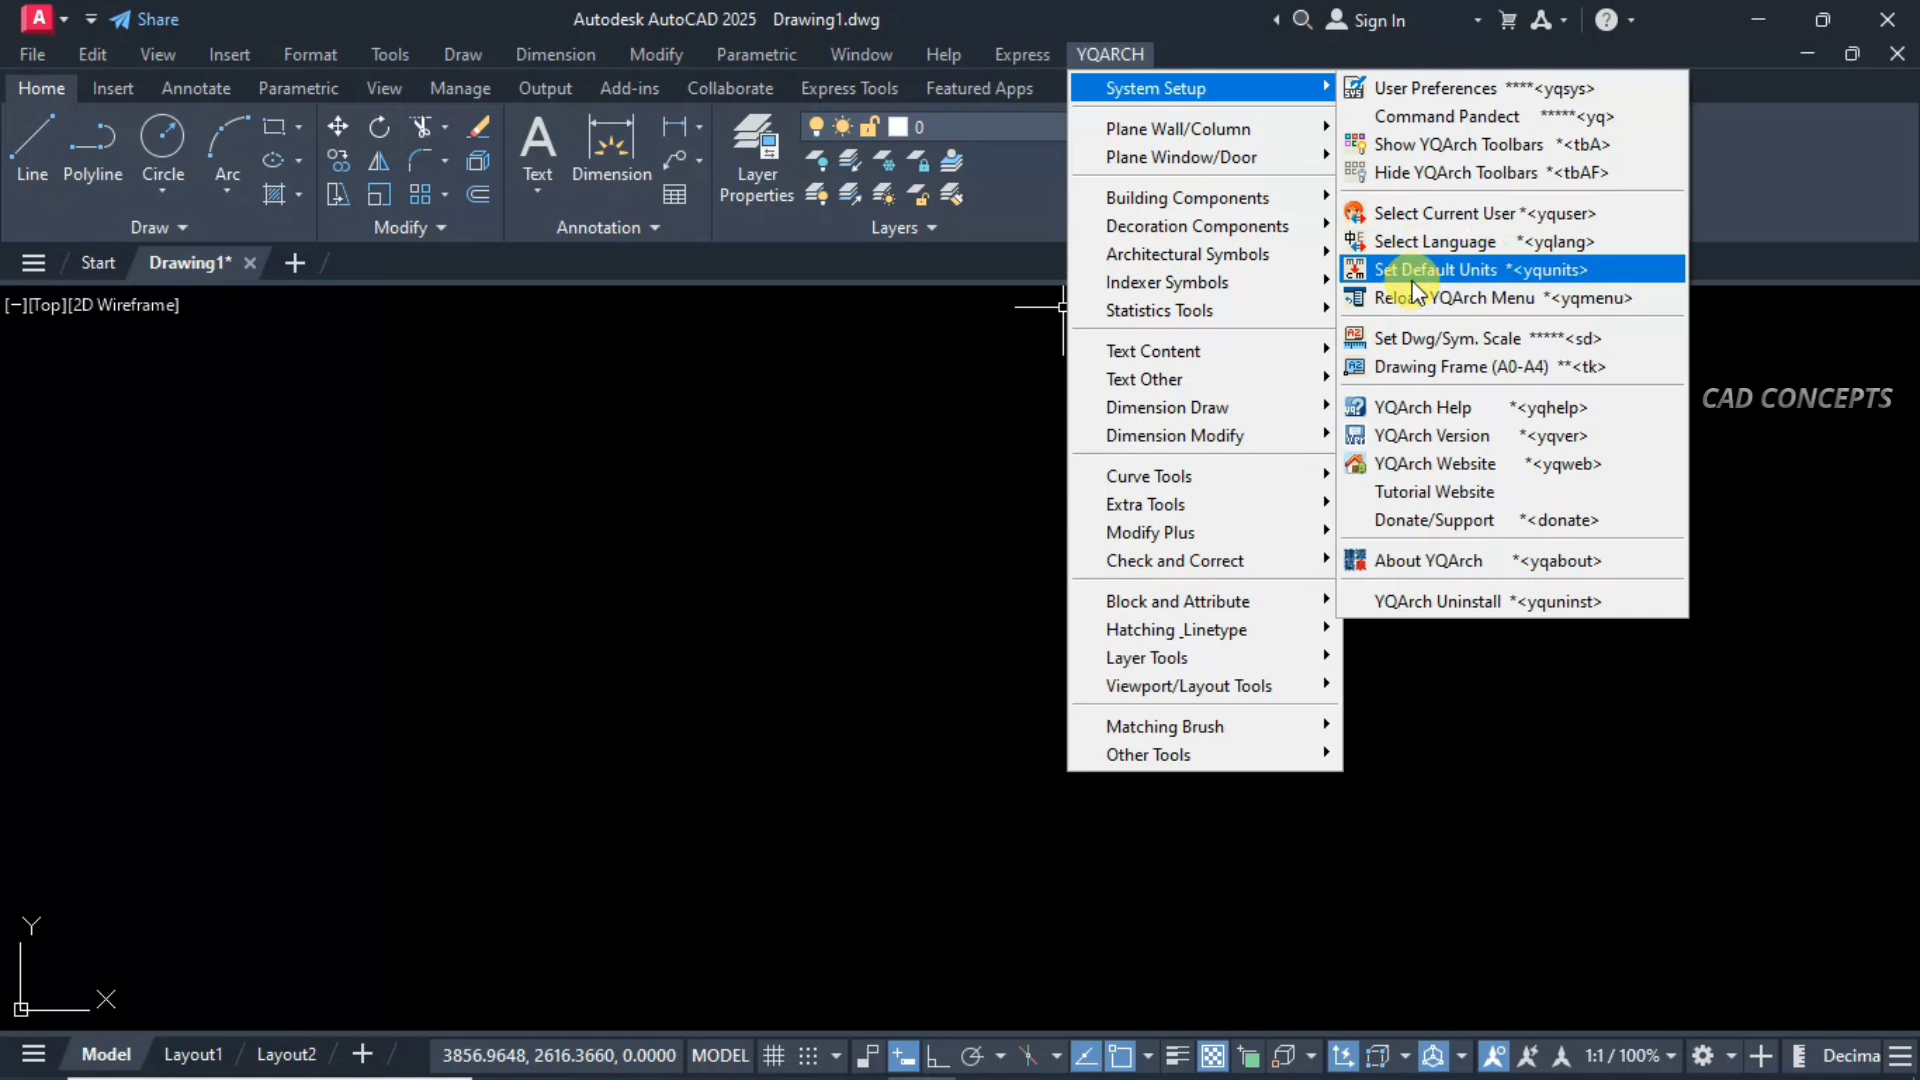 A Share Autodesk AutoCAD 2025 Drawing1.dwg Sign In
File Edit View Insert Format Tools Draw Dimension Modify Parametric Window Help Express YQARCH
Home Insert Annotate Parametric View Manage Output Add-ins Collaborate Express Tools Featured Apps
Line Polyline Circle Arc
Draw
Modify
Text Dimension
Annotation
Layer Properties
0
Layers
Start Drawing1*
[−][Top][2D Wireframe]
System Setup
Plane Wall/Column
Plane Window/Door
Building Components
Decoration Components
Architectural Symbols
Indexer Symbols
Statistics Tools
Text Content
Text Other
Dimension Draw
Dimension Modify
Curve Tools
Extra Tools
Modify Plus
Check and Correct
Block and Attribute
Hatching _Linetype
Layer Tools
Viewport/Layout Tools
Matching Brush
Other Tools
User Preferences ****<yqsys>
Command Pandect *****<yq>
Show YQArch Toolbars *<tbA>
Hide YQArch Toolbars *<tbAF>
Select Current User *<yquser>
Select Language *<yqlang>
Set Default Units *<yqunits>
YQArch Menu *<yqmenu>
Set Dwg/Sym. Scale *****<sd>
Drawing Frame (A0-A4) **<tk>
YQArch Help *<yqhelp>
YQArch Version *<yqver>
YQArch Website *<yqweb>
Tutorial Website
Donate/Support *<donate>
About YQArch *<yqabout>
YQArch Uninstall *<yquninst>
CAD CONCEPTS
Y
X
Model Layout1 Layout2
3856.9648, 2616.3660, 0.0000 MODEL 1:1 / 100% Decima